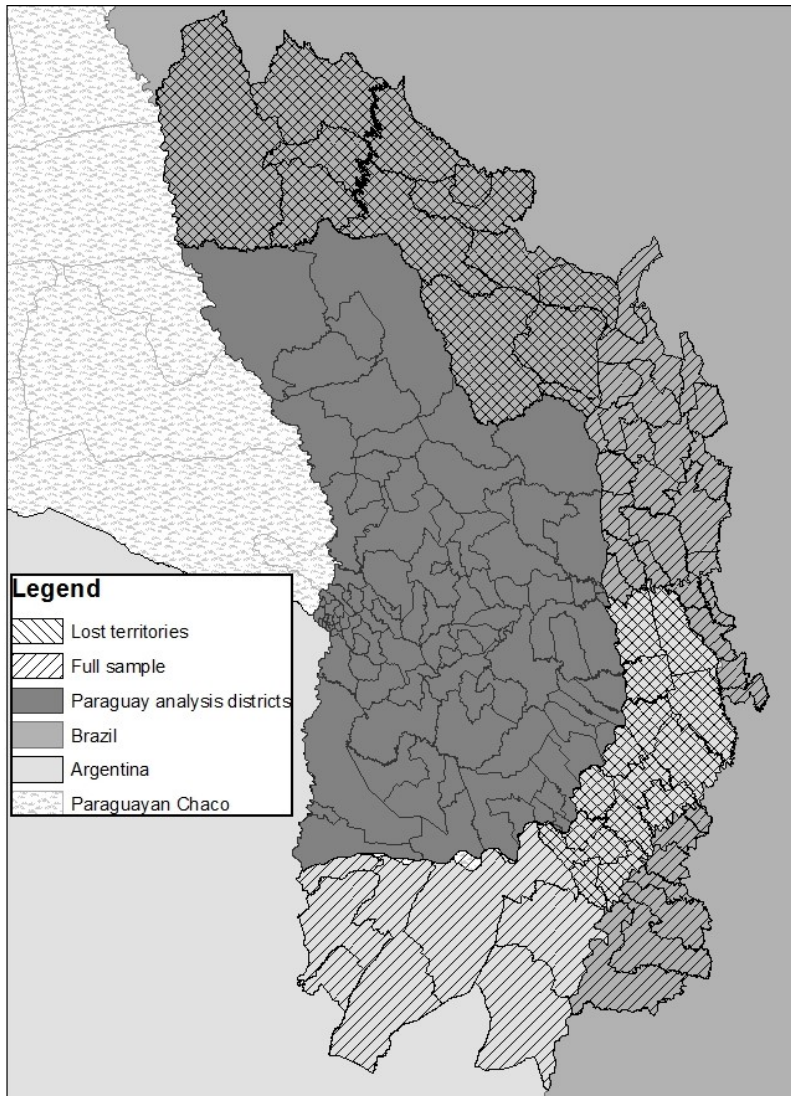 Legend
Lost territories
Full sample
Paraguay analysis districts
Brazil
Argentina
Paraguayan Chaco